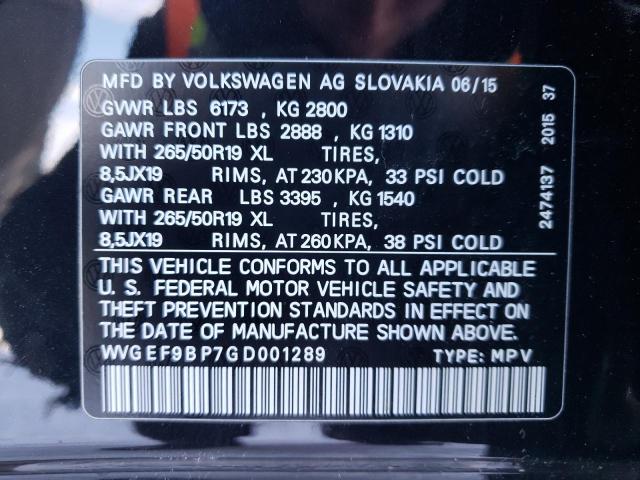 MFD BY VOLKSWAGEN AG SLOVAKIA 06/15
GVWR LBS 6173 , KG 2800
GAWR FRONT LBS 2888 , KG 1310
WITH 265/50R19 XL TIRES,
8,5JX19 RIMS, AT 230 KPA, 33 PSI COLD
GAWR REAR LBS 3395 , KG 1540
WITH 265/50R19 XL TIRES,
8,5JX19 RIMS, AT 260 KPA, 38 PSI COLD
THIS VEHICLE CONFORMS TO ALL APPLICABLE
U. S. FEDERAL MOTOR VEHICLE SAFETY AND
THEFT PREVENTION STANDARDS IN EFFECT ON
THE DATE OF MANUFACTURE SHOWN ABOVE.
WVGEF9BP7GD001289 TYPE: MPV
2474137 2015 37